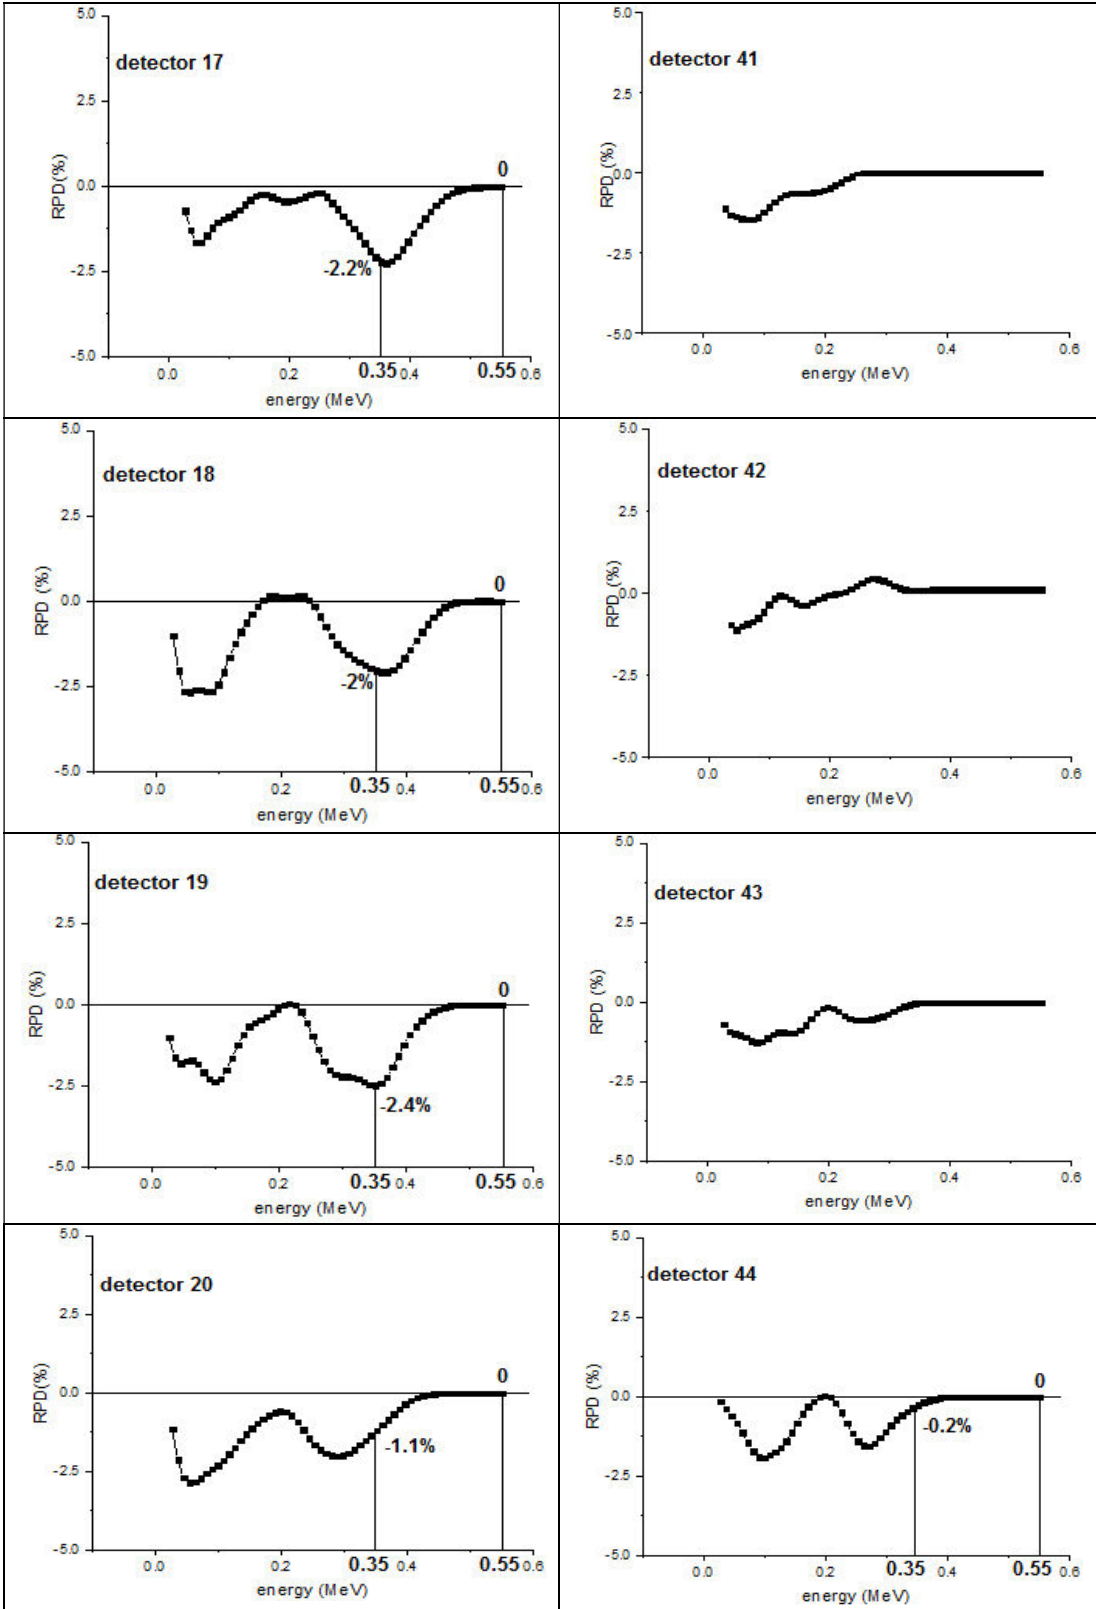 5.0
detector 17
2.5
0
RPD(%)
0.0
-2.2%
-2.5
-5.0
0.0 0.2 0.35 0.4 0.55 0.6
energy (MeV)
5.0
detector 41
2.5
RPD (%)
0.0
-2.5
-5.0
0.0 0.2 0.4 0.6
energy (MeV)
5.0
detector 18
2.5
0
RPD (%)
0.0
-2%
-2.5
-5.0
0.0 0.2 0.35 0.4 0.55 0.6
energy (MeV)
5.0
detector 42
2.5
RPD (%)
0.0
-2.5
-5.0
0.0 0.2 0.4 0.6
energy (MeV)
5.0
detector 19
2.5
0
RPD (%)
0.0
-2.5
-2.4%
-5.0
0.0 0.2 0.35 0.4 0.55 0.6
energy (MeV)
5.0
detector 43
2.5
RPD (%)
0.0
-2.5
-5.0
0.0 0.2 0.4 0.6
energy (MeV)
5.0
detector 20
2.5
0
RPD(%)
0.0
-1.1%
-2.5
-5.0
0.0 0.2 0.35 0.4 0.55 0.6
energy (MeV)
5.0
detector 44
2.5
0
RPD (%)
0.0
-0.2%
-2.5
-5.0
0.0 0.2 0.35 0.4 0.55 0.6
energy (MeV)